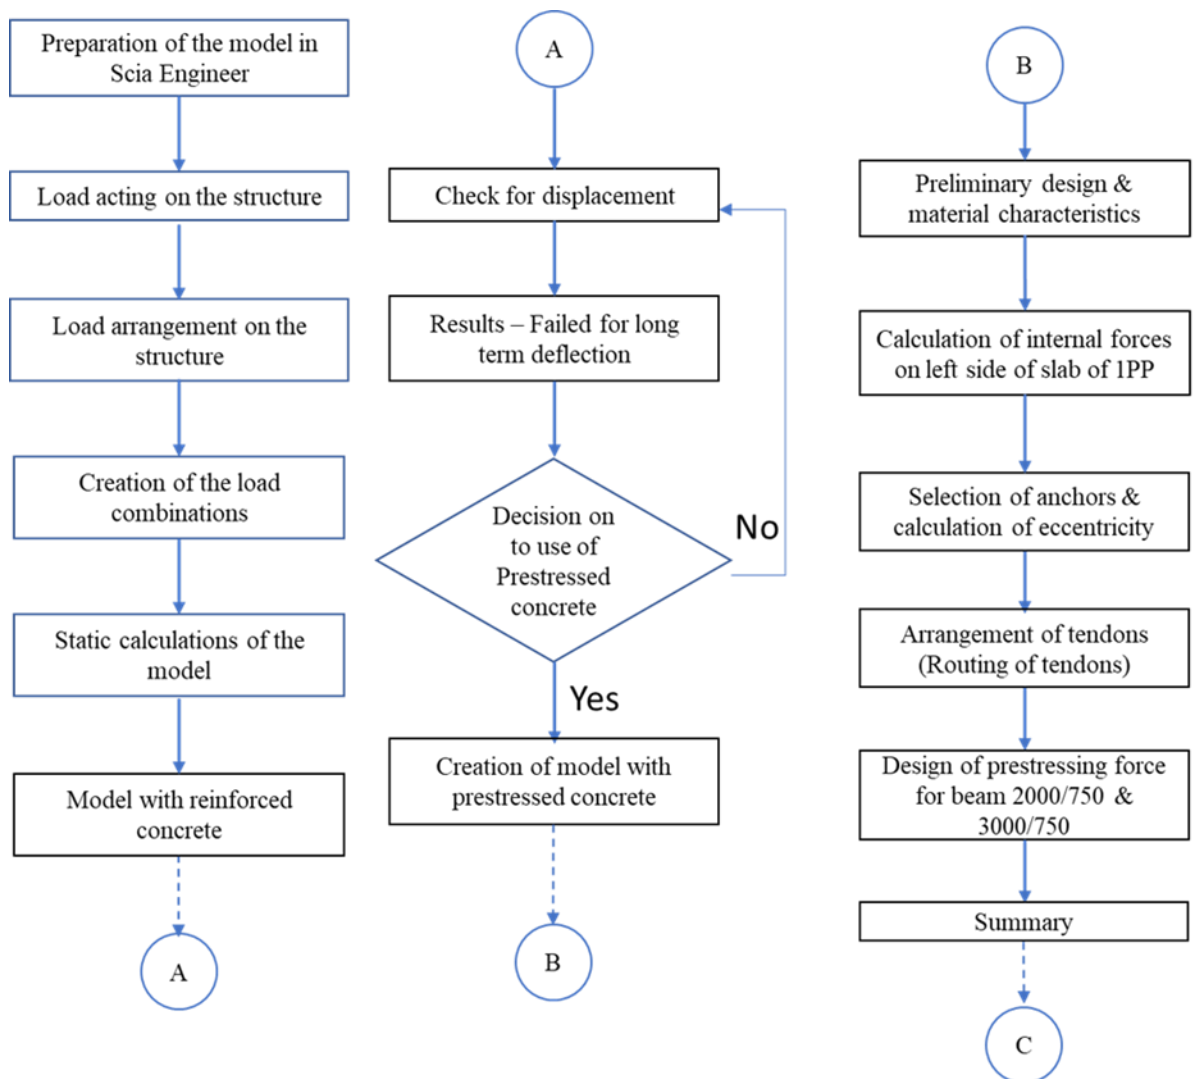 Preparation of the model in
Scia Engineer
Load acting on the structure
Load arrangement on the
structure
Creation of the load
combinations
Static calculations of the
model
Model with reinforced
concrete
A
A
Check for displacement
Results – Failed for long
term deflection
Decision on
to use of
Prestressed
concrete
No
Yes
Creation of model with
prestressed concrete
B
B
Preliminary design &
material characteristics
Calculation of internal forces
on left side of slab of 1PP
Selection of anchors &
calculation of eccentricity
Arrangement of tendons
(Routing of tendons)
Design of prestressing force
for beam 2000/750 &
3000/750
Summary
C